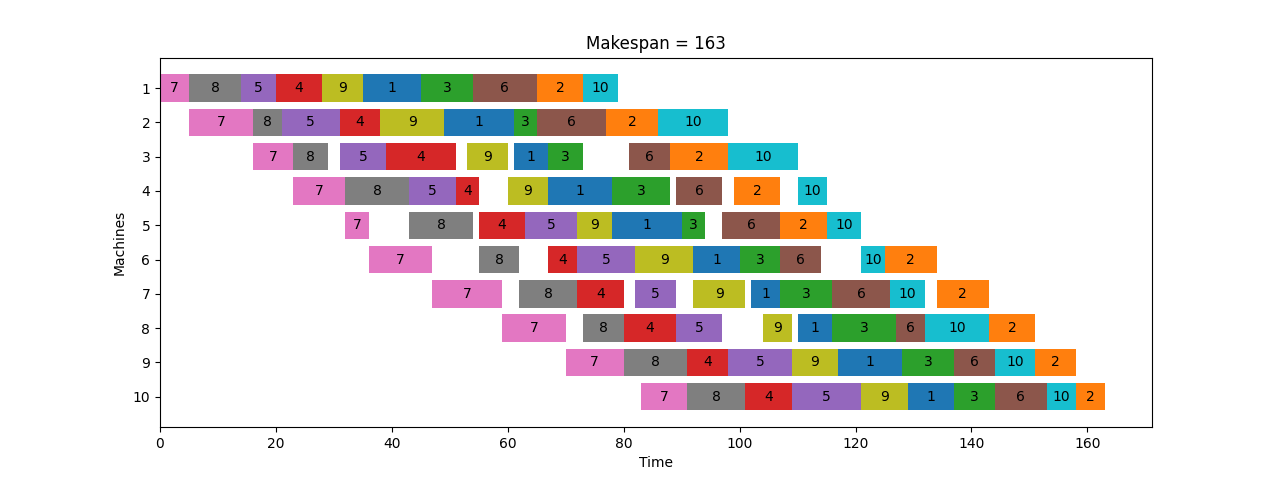 Makespan = 163
1 7 8 5 4 9 1 3 6 2 10
2 7 8 5 4 9 1 3 6 2 10
3 7 8 5 4 9 1 3 6 2 10
4 7 8 5 4 9 1 3 6 2 10
5 7 8 4 5 9 1 3 6 2 10
6 7 8 4 5 9 1 3 6 10 2
7 7 8 4 5 9 1 3 6 10 2
8 7 8 4 5 9 1 3 6 10 2
9 7 8 4 5 9 1 3 6 10 2
10 7 8 4 5 9 1 3 6 10 2
Machines
0 20 40 60 80 100 120 140 160
Time